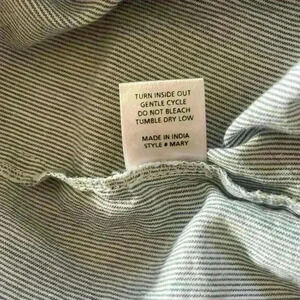 TURN INSIDE OUT
GENTLE CYCLE
DO NOT BLEACH
TUMBLE DRY LOW
MADE IN INDIA
STYLE # MARY